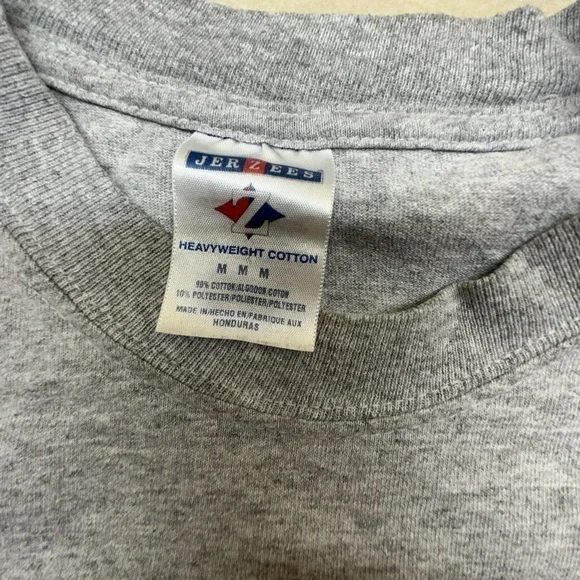 JERZEES
HEAVYWEIGHT COTTON
M M M
90% COTTON/ALGODON/COTON
10% POLYESTER/POLIESTER/POLYESTER
MADE IN/HECHO EN/FABRIQUE AUX
HONDURAS